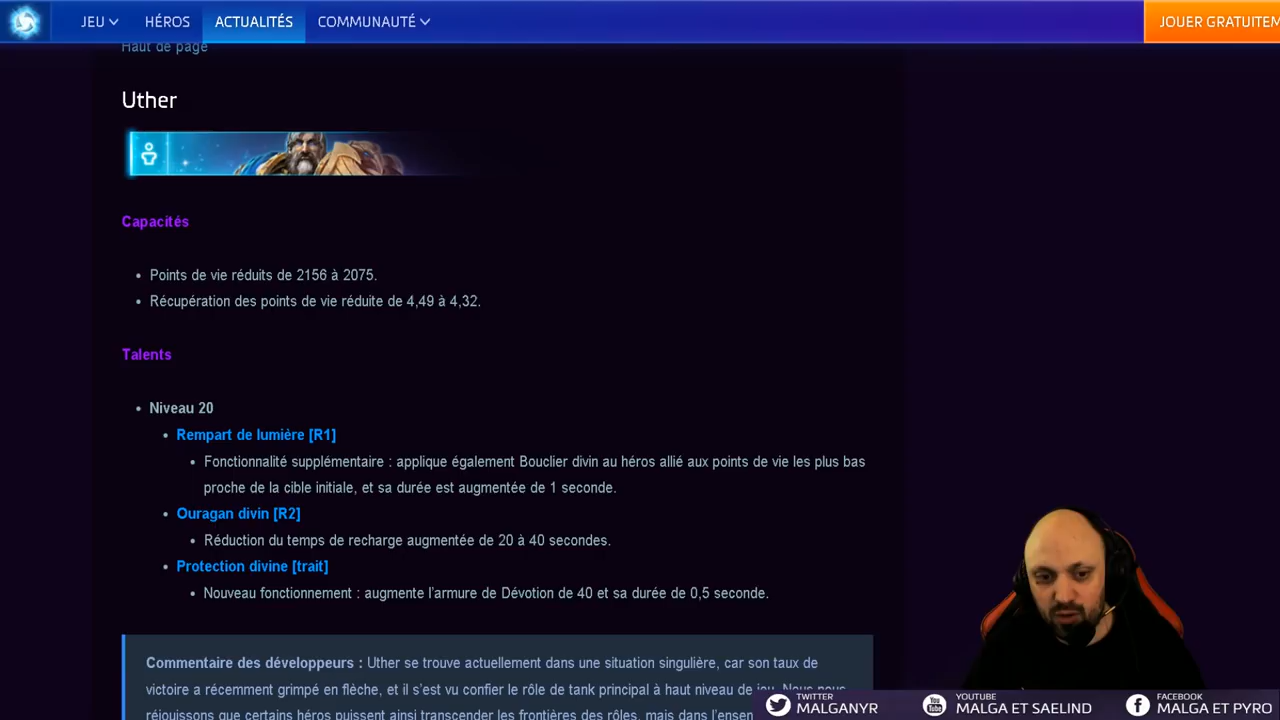 JEU HÉROS ACTUALITÉS COMMUNAUTÉ JOUER GRATUITEM
Haut de page
Uther
Capacités
• Points de vie réduits de 2156 à 2075.
• Récupération des points de vie réduite de 4,49 à 4,32.
Talents
• Niveau 20
• Rempart de lumière [R1]
• Fonctionnalité supplémentaire : applique également Bouclier divin au héros allié aux points de vie les plus bas
proche de la cible initiale, et sa durée est augmentée de 1 seconde.
• Ouragan divin [R2]
• Réduction du temps de recharge augmentée de 20 à 40 secondes.
• Protection divine [trait]
• Nouveau fonctionnement : augmente l'armure de Dévotion de 40 et sa durée de 0,5 seconde.
Commentaire des développeurs : Uther se trouve actuellement dans une situation singulière, car son taux de
victoire a récemment grimpé en flèche, et il s'est vu confier le rôle de tank principal à haut niveau de jeu. Nous nous
réjouissons que certains héros puissent ainsi transcender les frontières des rôles, mais dans l'ensem
TWITTER
MALGANYR
YOUTUBE
MALGA ET SAELIND
FACEBOOK
MALGA ET PYRO